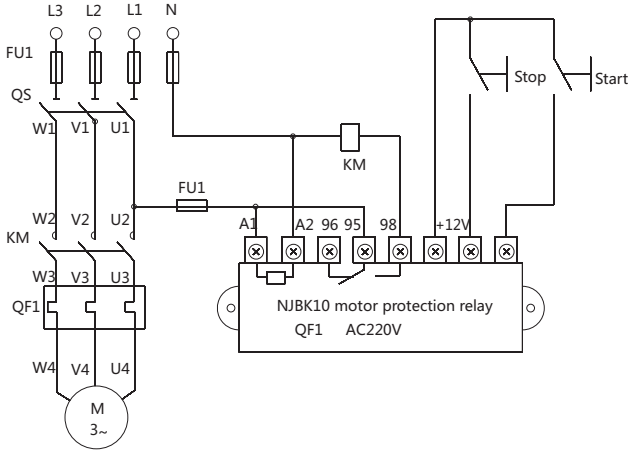 L3 L2 L1 N
FU1
QS
W1 V1 U1
Stop Start
KM
FU1
W2 V2 U2
A1 A2 96 95 98 +12V
KM
W3 V3 U3
QF1
NJBK10 motor protection relay
QF1 AC220V
W4 V4 U4
M
3~